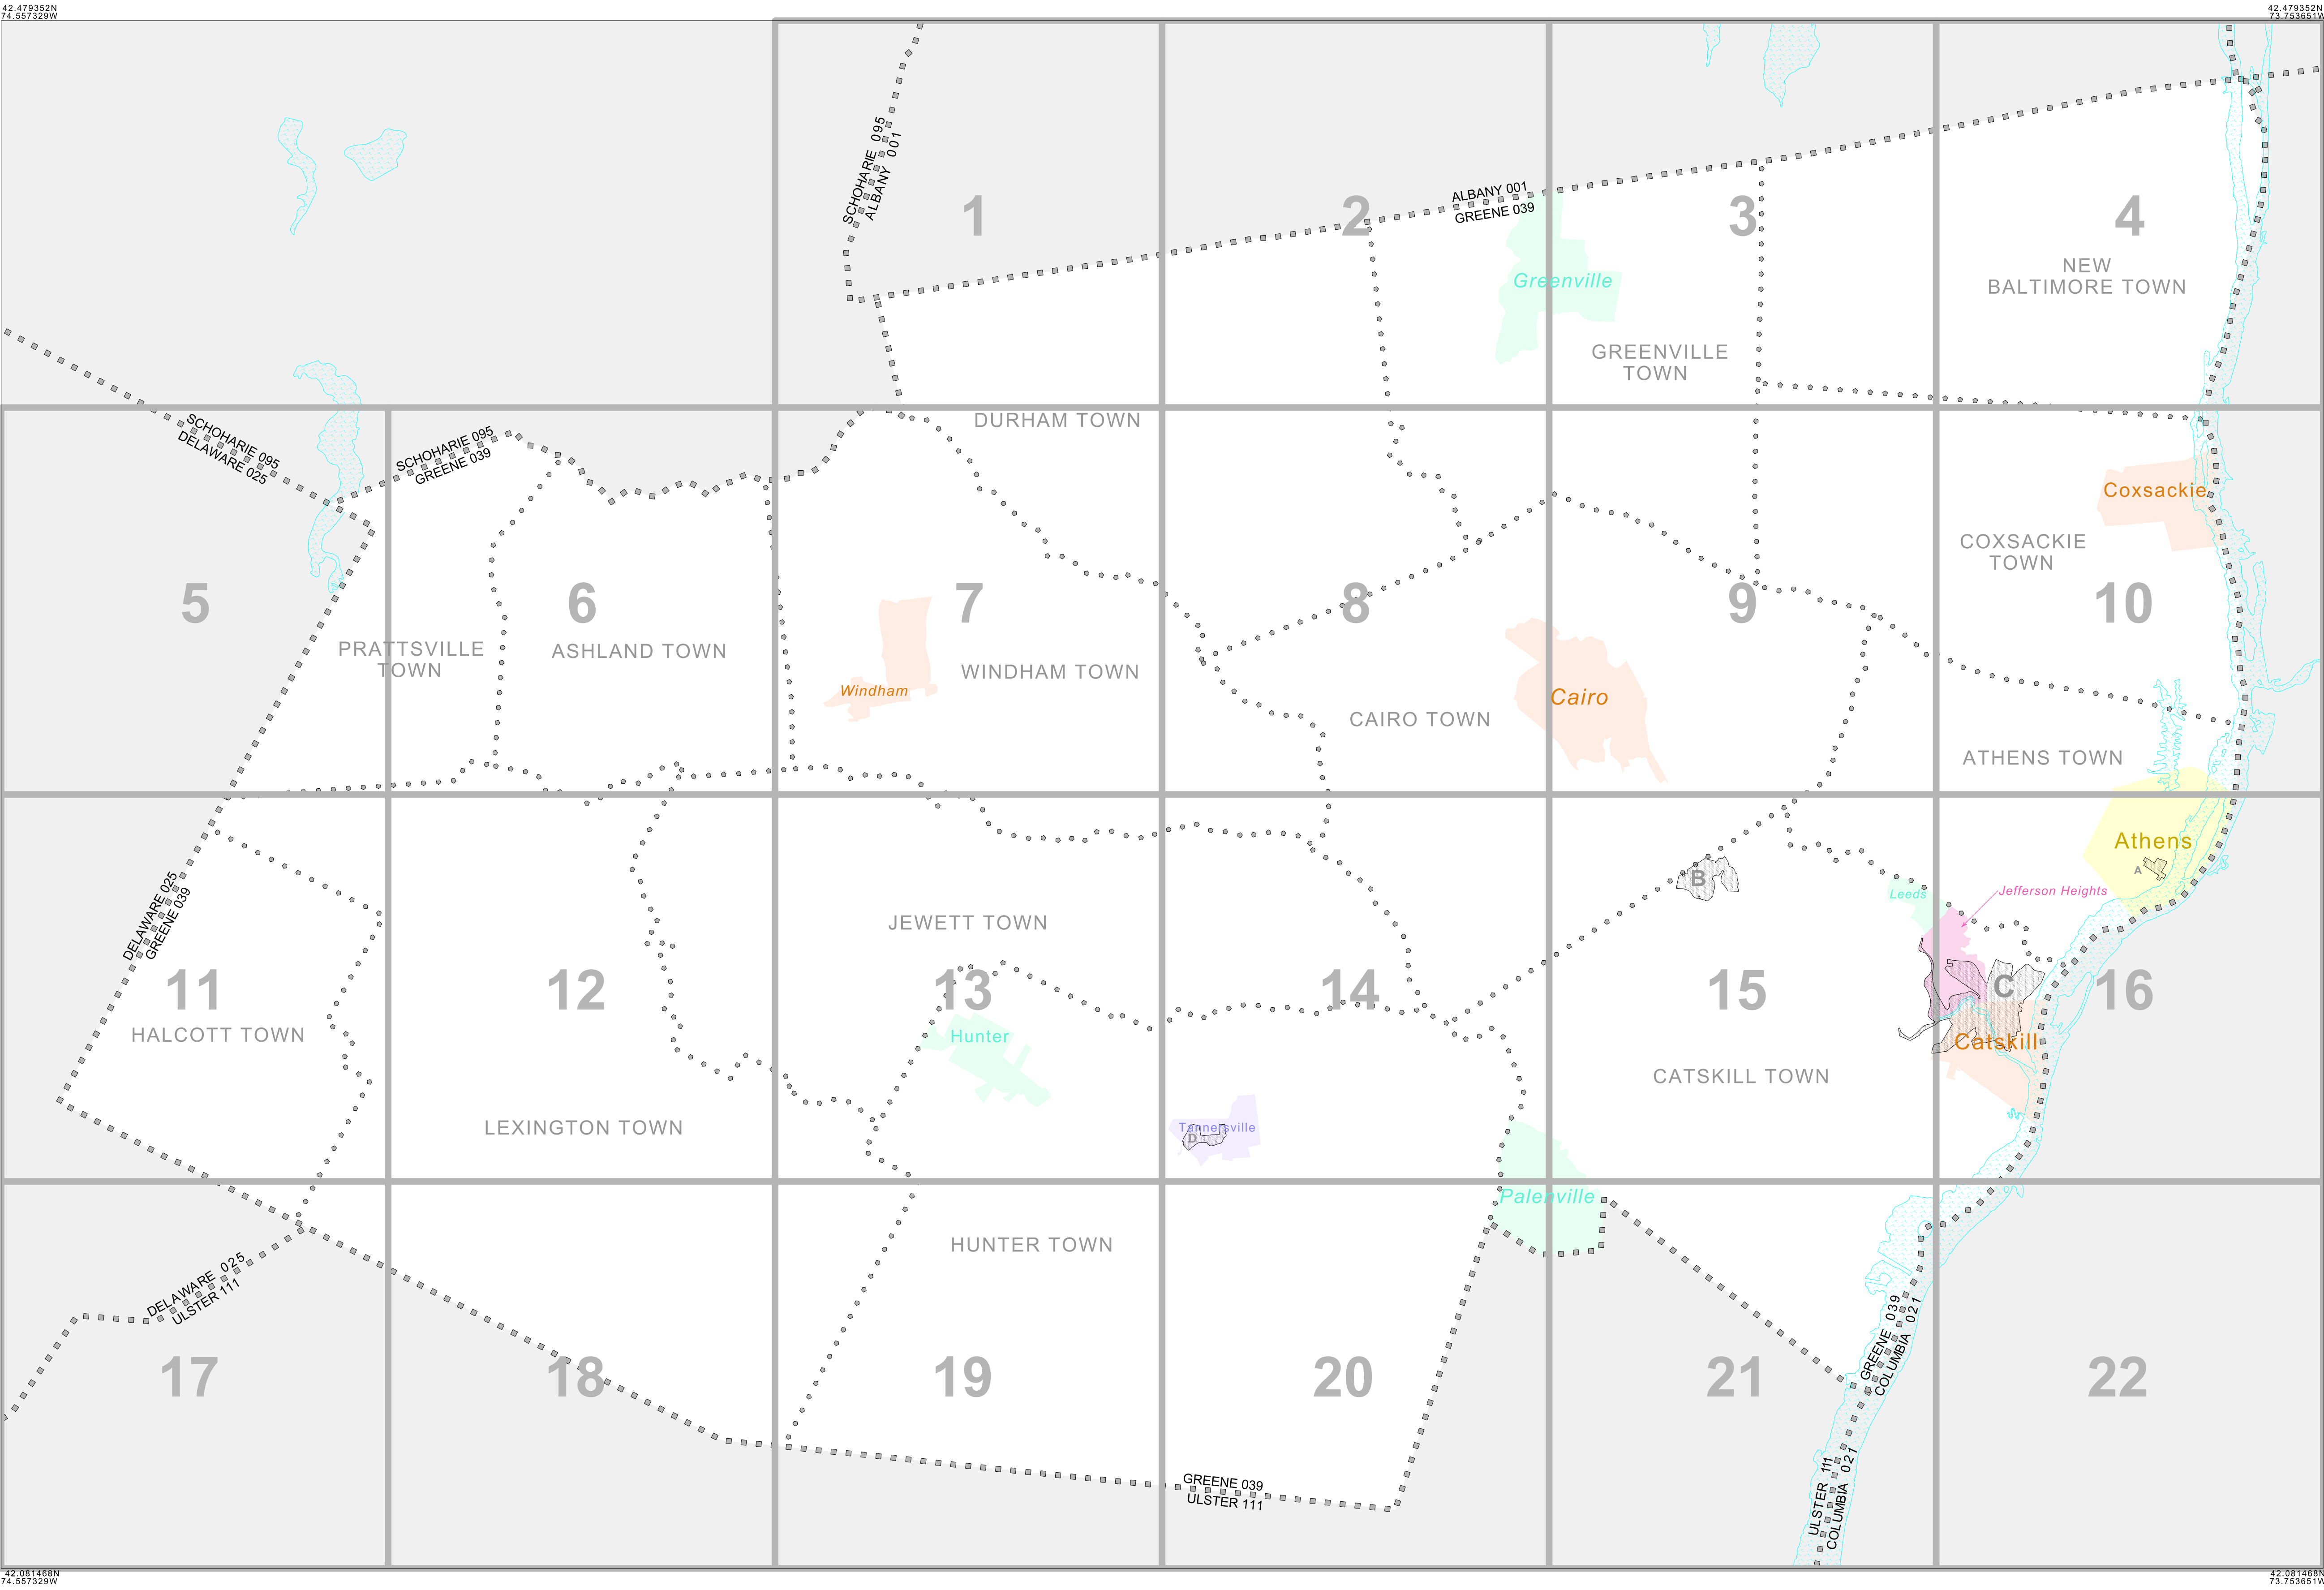 42.479352N
74.557329W
42.479352N
73.753651W
SCHOHARIE 095
ALBANY 001
1
2
ALBANY 001
GREENE 039
3
4
NEW
BALTIMORE TOWN
Greenville
GREENVILLE
TOWN
DURHAM TOWN
SCHOHARIE 095
DELAWARE 025
SCHOHARIE 095
GREENE 039
Coxsackie
COXSACKIE
TOWN
5
6
7
8
9
10
PRATTSVILLE
TOWN
ASHLAND TOWN
WINDHAM TOWN
Windham
Cairo
CAIRO TOWN
ATHENS TOWN
Athens
A
B
Leeds
Jefferson Heights
DELAWARE 025
GREENE 039
JEWETT TOWN
11
12
13
14
15
C
16
HALCOTT TOWN
Hunter
Catskill
CATSKILL TOWN
LEXINGTON TOWN
Tannersville
D
Palenville
HUNTER TOWN
DELAWARE 025
ULSTER 111
GREENE 039
COLUMBIA 021
17
18
19
20
21
22
GREENE 039
ULSTER 111
ULSTER 111
COLUMBIA 021
42.081468N
74.557329W
42.081468N
73.753651W